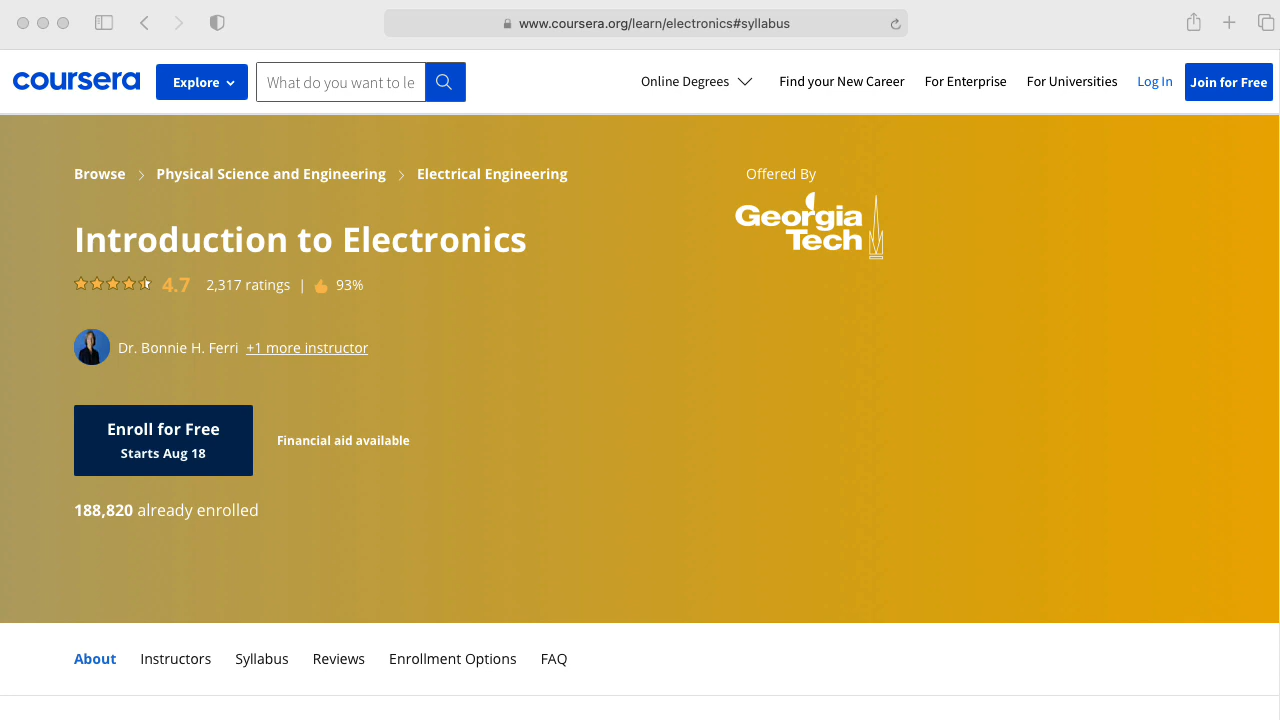 www.coursera.org/learn/electronics#syllabus
coursera
Explore
What do you want to le
Online Degrees
Find your New Career
For Enterprise
For Universities
Log In
Join for Free
Browse > Physical Science and Engineering > Electrical Engineering
Offered By
Georgia
Tech
Introduction to Electronics
4.7 2,317 ratings | 93%
Dr. Bonnie H. Ferri +1 more instructor
Enroll for Free
Starts Aug 18
Financial aid available
188,820 already enrolled
About Instructors Syllabus Reviews Enrollment Options FAQ